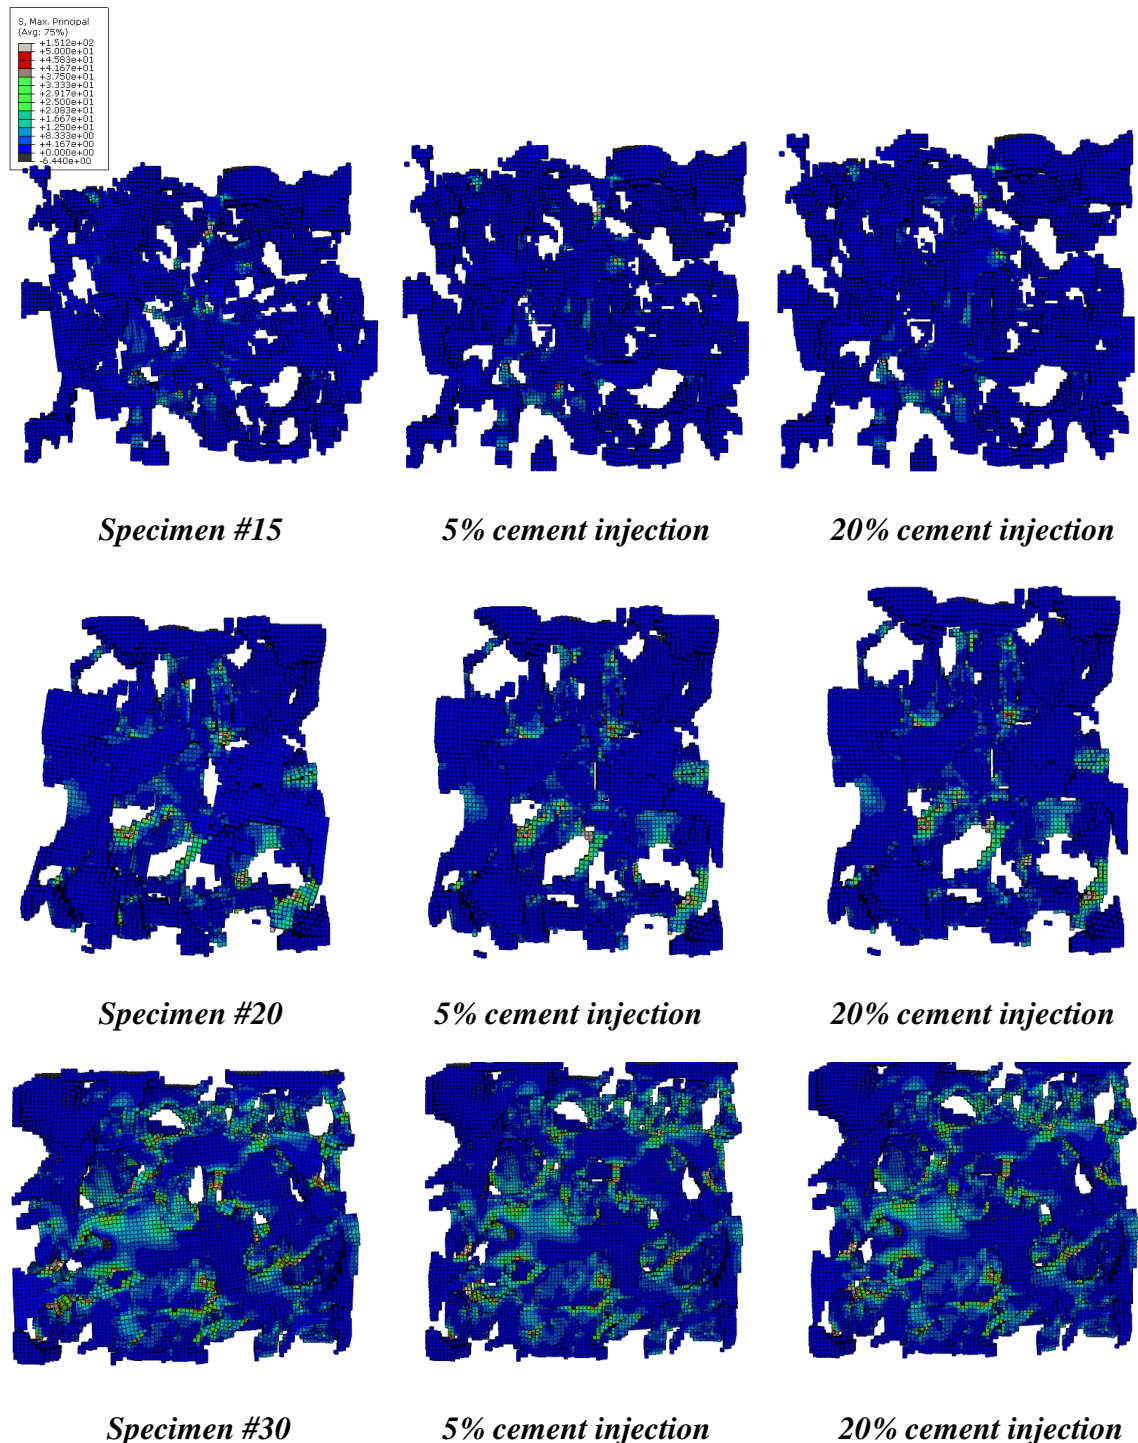 S, Max. Principal
(Avg: 75%)
+1.512e+02
+5.000e+01
+4.583e+01
+4.167e+01
+3.750e+01
+3.333e+01
+2.917e+01
+2.500e+01
+2.083e+01
+1.667e+01
+1.250e+01
+8.333e+00
+4.167e+00
+0.000e+00
-6.440e+00
Specimen #15 5% cement injection 20% cement injection
Specimen #20 5% cement injection 20% cement injection
Specimen #30 5% cement injection 20% cement injection